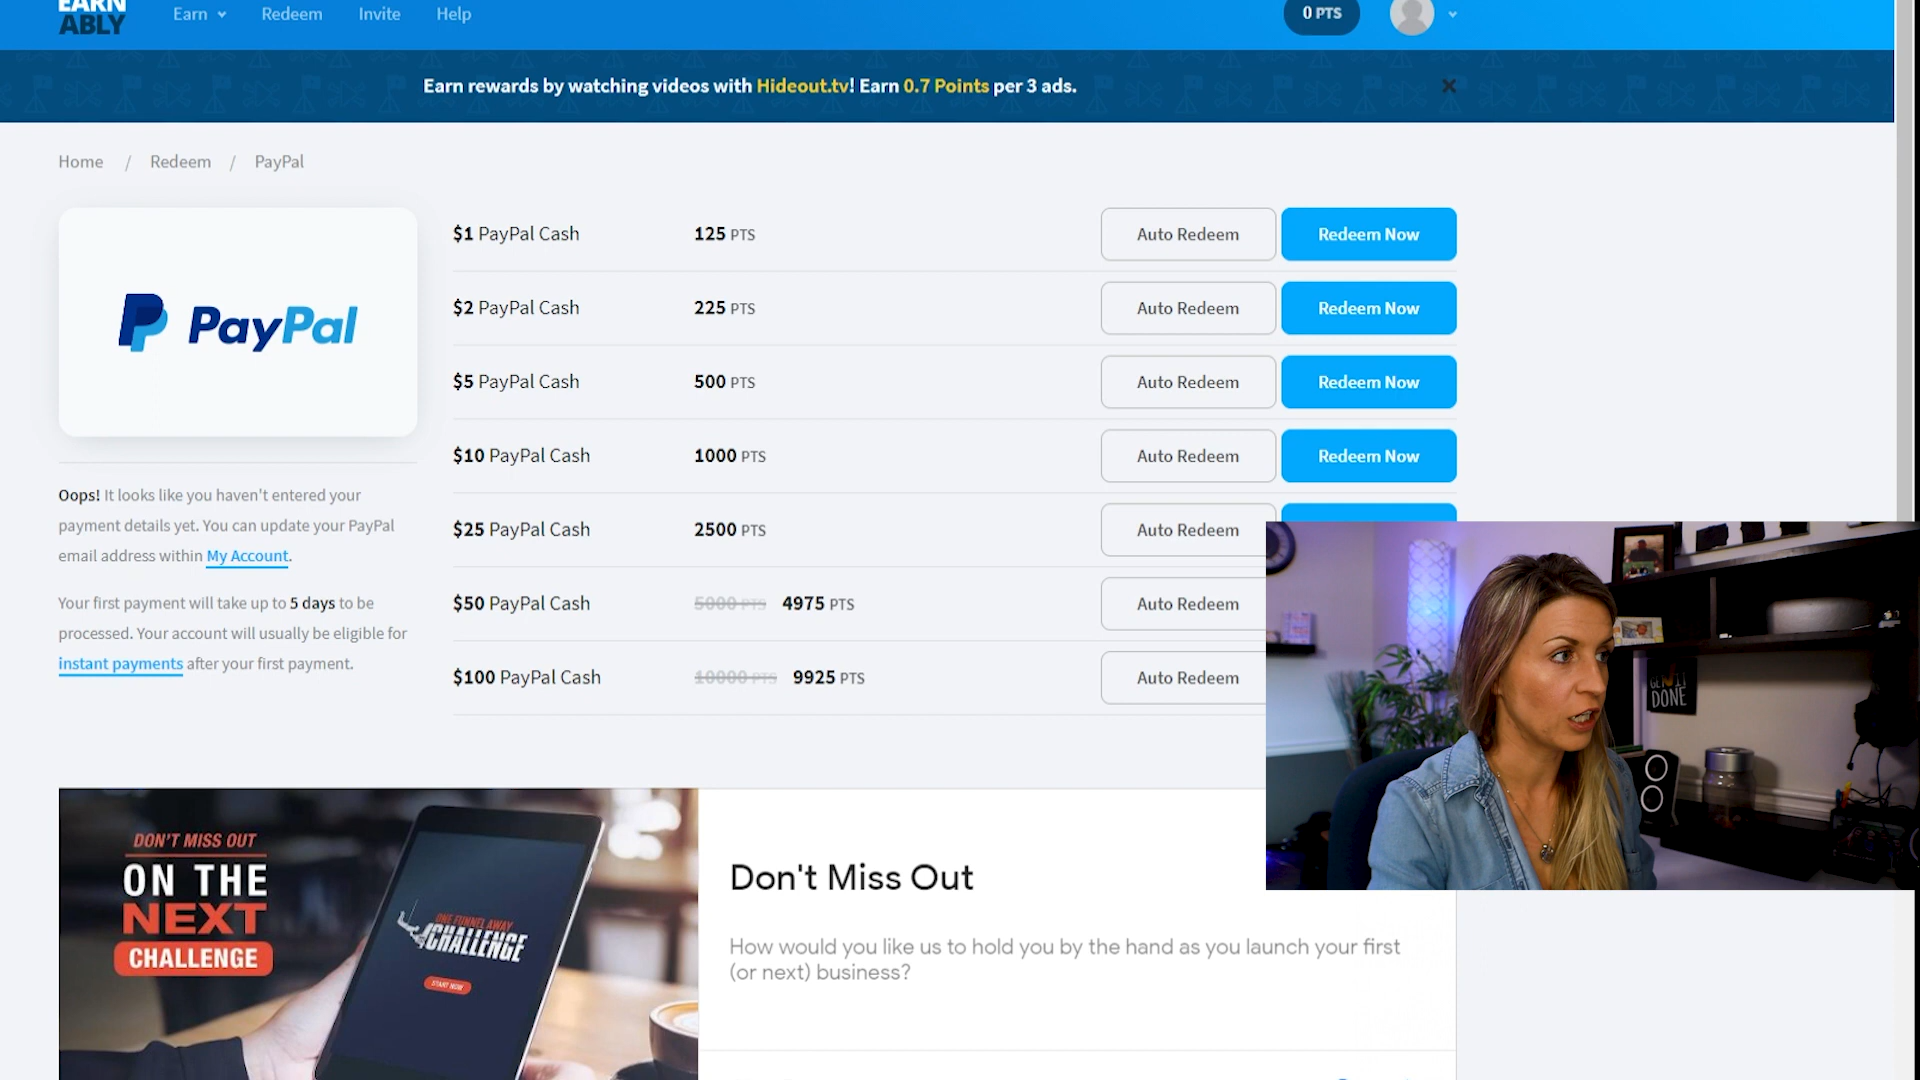 EARN
ABLY
Earn
Redeem
Invite
Help
0 PTS
Earn rewards by watching videos with Hideout.tv! Earn 0.7 Points per 3 ads.
Home / Redeem / PayPal
PayPal
Oops! It looks like you haven't entered your
payment details yet. You can update your PayPal
email address within My Account.
Your first payment will take up to 5 days to be
processed. Your account will usually be eligible for
instant payments after your first payment.
$1 PayPal Cash 125 PTS Auto Redeem Redeem Now
$2 PayPal Cash 225 PTS Auto Redeem Redeem Now
$5 PayPal Cash 500 PTS Auto Redeem Redeem Now
$10 PayPal Cash 1000 PTS Auto Redeem Redeem Now
$25 PayPal Cash 2500 PTS Auto Redeem
$50 PayPal Cash 5000 PTS 4975 PTS Auto Redeem
$100 PayPal Cash 10000 PTS 9925 PTS Auto Redeem
GET IT
DONE
DON'T MISS OUT
ON THE
NEXT
CHALLENGE
ONE FUNNEL AWAY
CHALLENGE
START NOW
Don't Miss Out
How would you like us to hold you by the hand as you launch your first
(or next) business?